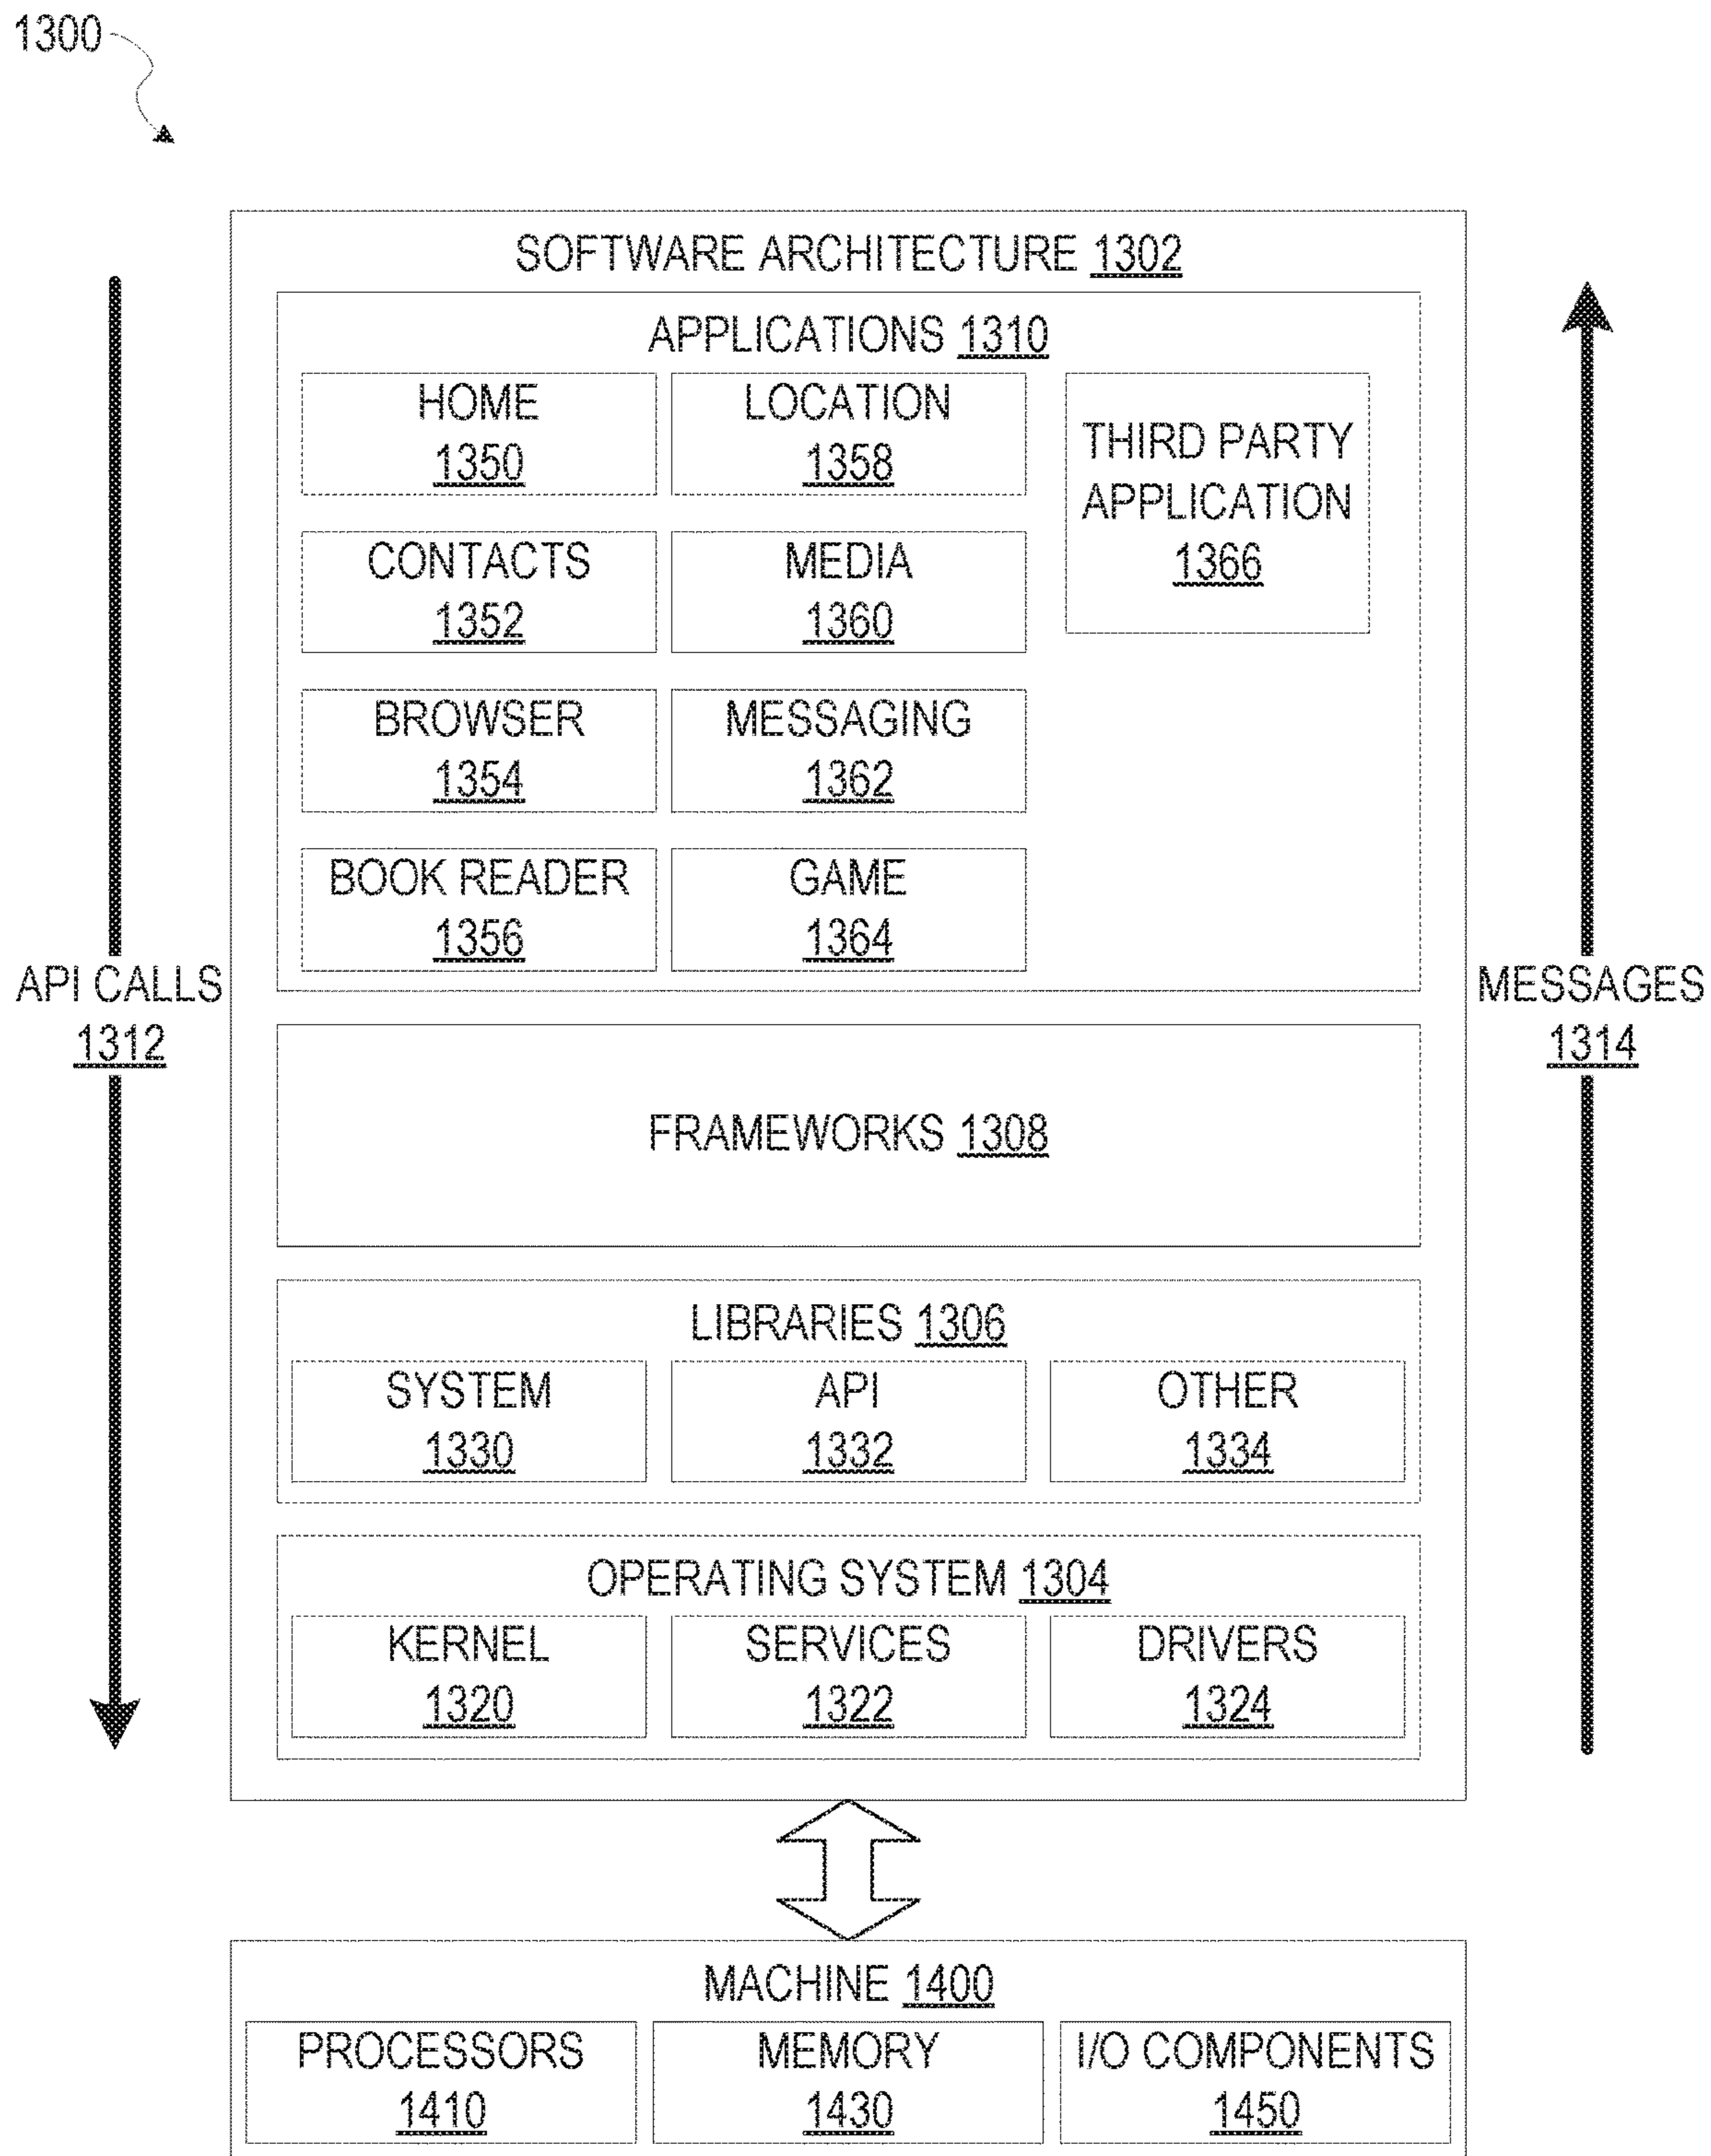 1300
SOFTWARE ARCHITECTURE 1302
APPLICATIONS 1310
HOME
1350
LOCATION
1358
THIRD PARTY
APPLICATION
1366
CONTACTS
1352
MEDIA
1360
BROWSER
1354
MESSAGING
1362
BOOK READER
1356
GAME
1364
API CALLS
1312
MESSAGES
1314
FRAMEWORKS 1308
LIBRARIES 1306
SYSTEM
1330
API
1332
OTHER
1334
OPERATING SYSTEM 1304
KERNEL
1320
SERVICES
1322
DRIVERS
1324
MACHINE 1400
PROCESSORS
1410
MEMORY
1430
I/O COMPONENTS
1450